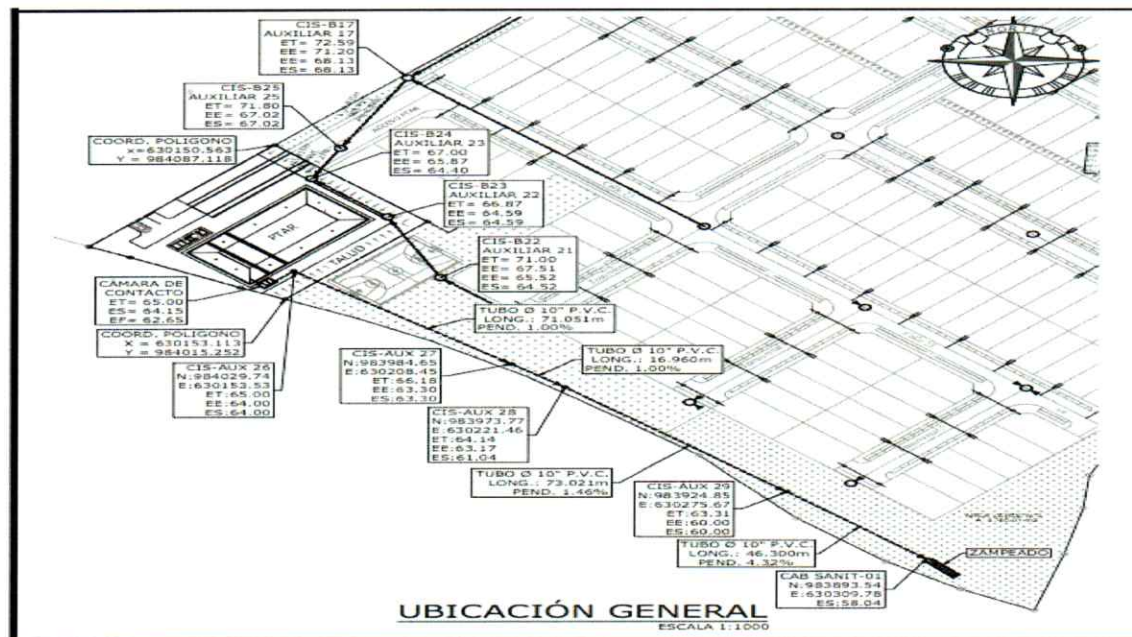 CIS-B17
AUXILIAR 17
ET= 72.59
EE= 71.20
EE= 68.13
ES= 68.13
NORTE
CIS-B25
AUXILIAR 25
ET= 71.80
EE= 67.02
ES= 67.02
COORD. POLIGONO
x=630150.563
Y = 984087.118
CIS-B24
AUXILIAR 23
ET= 67.00
EE= 65.87
ES= 64.40
CIS-B23
AUXILIAR 22
ET= 66.87
EE= 64.59
ES= 64.59
PTAR
TALUD
CIS-B22
AUXILIAR 21
ET= 71.00
EE= 67.51
EE= 65.52
ES= 64.52
CÁMARA DE
CONTACTO
ET= 65.00
ES= 64.15
EF= 62.65
COORD. POLIGONO
X = 630153.113
Y = 984015.252
TUBO Ø 10" P.V.C.
LONG.: 71.051m
PEND. 1.00%
CIS-AUX 26
N:984029.74
E:630153.53
ET:65.00
EE:64.00
ES:64.00
CIS-AUX 27
N:983984.65
E:630208.45
ET:66.18
EE:63.30
ES:63.30
TUBO Ø 10" P.V.C.
LONG.: 16.960m
PEND. 1.00%
CIS-AUX 28
N:983973.77
E:630221.46
ET:64.14
EE:63.17
ES:61.04
TUBO Ø 10" P.V.C.
LONG.: 73.021m
PEND. 1.46%
CIS-AUX 29
N:983924.85
E:630275.67
ET:63.31
EE:60.00
ES:60.00
TUBO Ø 10" P.V.C.
LONG.: 46.300m
PEND. 4.32%
ZAMPEADO
CAB SANIT-01
N:983893.54
E:630309.78
ES:58.04
UBICACIÓN GENERAL
ESCALA 1:1000